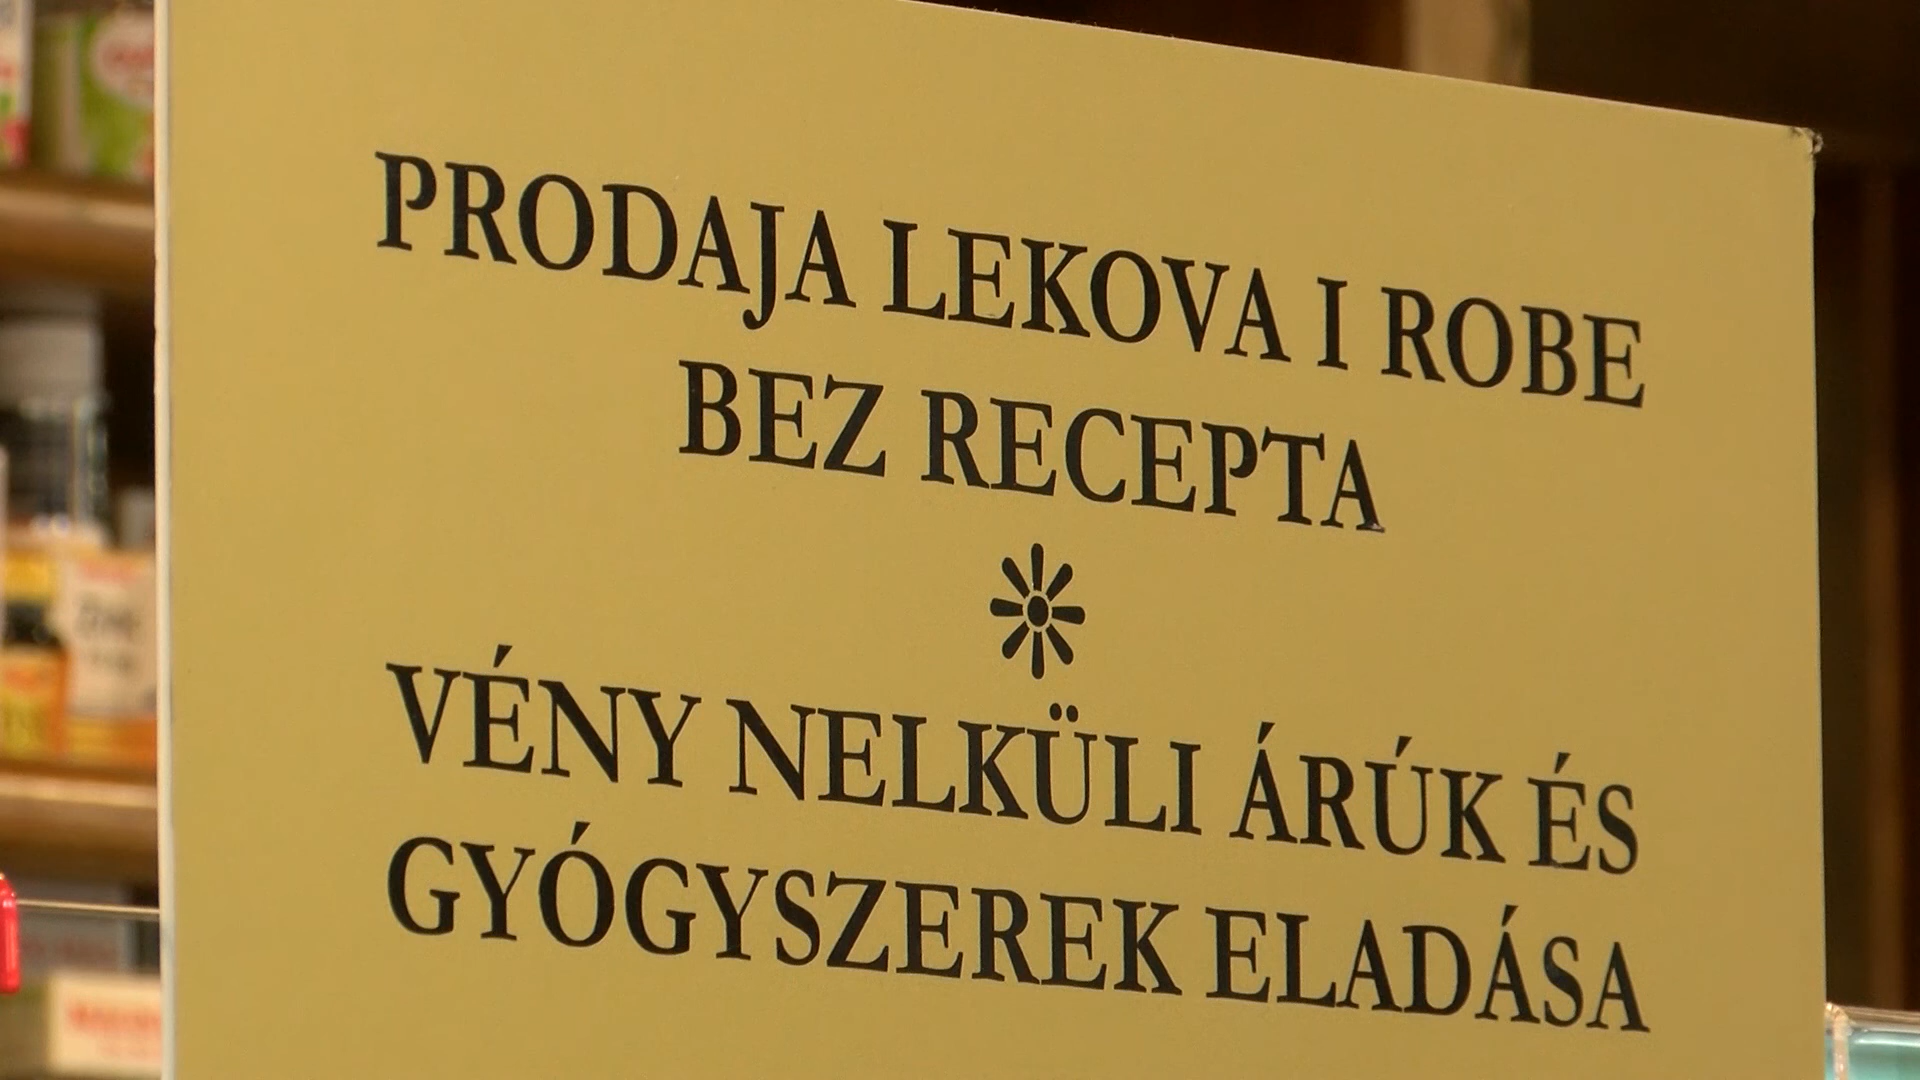 PRODAJA LEKOVA I ROBE
BEZ RECEPTA
VÉNY NELKÜLI ÁRÚK ÉS
GYÓGYSZEREK ELADÁSA